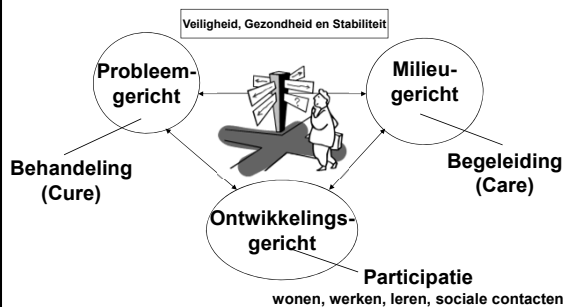 Veiligheid, Gezondheid en Stabiliteit
Probleem-
gericht
Milieu-
gericht
?
Behandeling
(Cure)
Begeleiding
(Care)
Ontwikkelings-
gericht
Participatie
wonen, werken, leren, sociale contacten